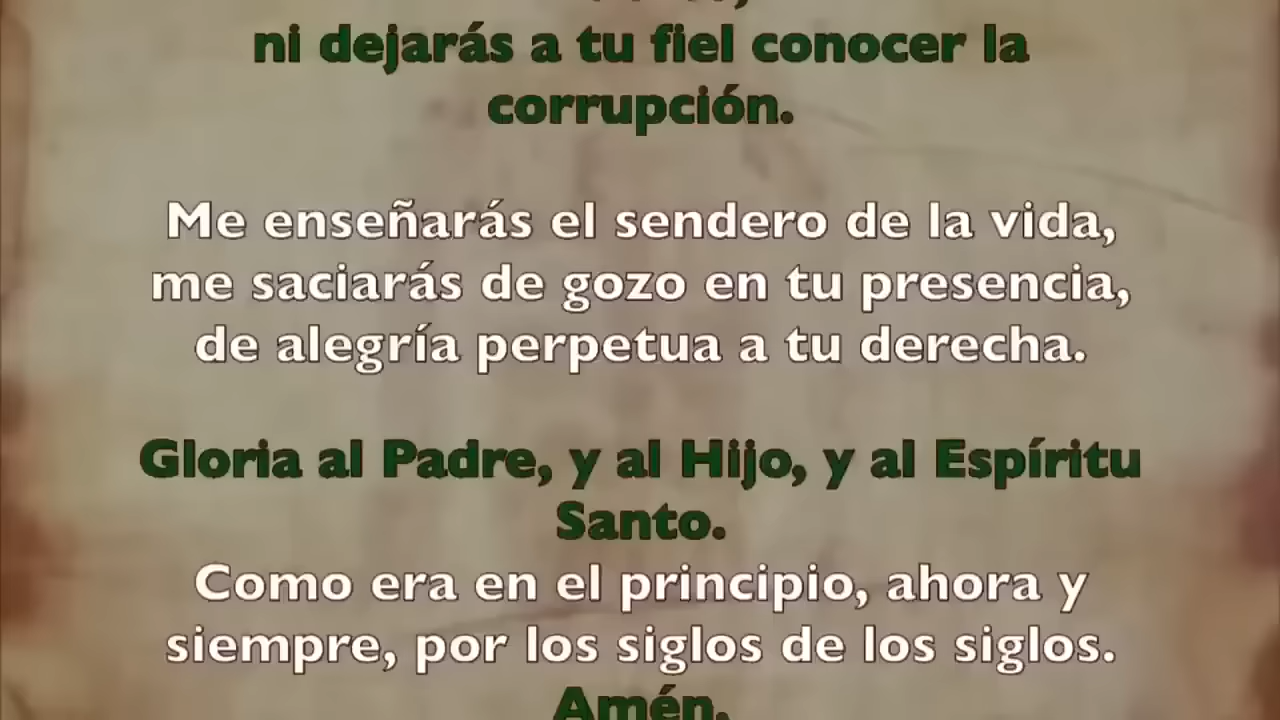 ni dejarás a tu fiel conocer la
corrupción.
Me enseñarás el sendero de la vida,
me saciarás de gozo en tu presencia,
de alegría perpetua a tu derecha.
Gloria al Padre, y al Hijo, y al Espíritu
Santo.
Como era en el principio, ahora y
siempre, por los siglos de los siglos.
Amén.